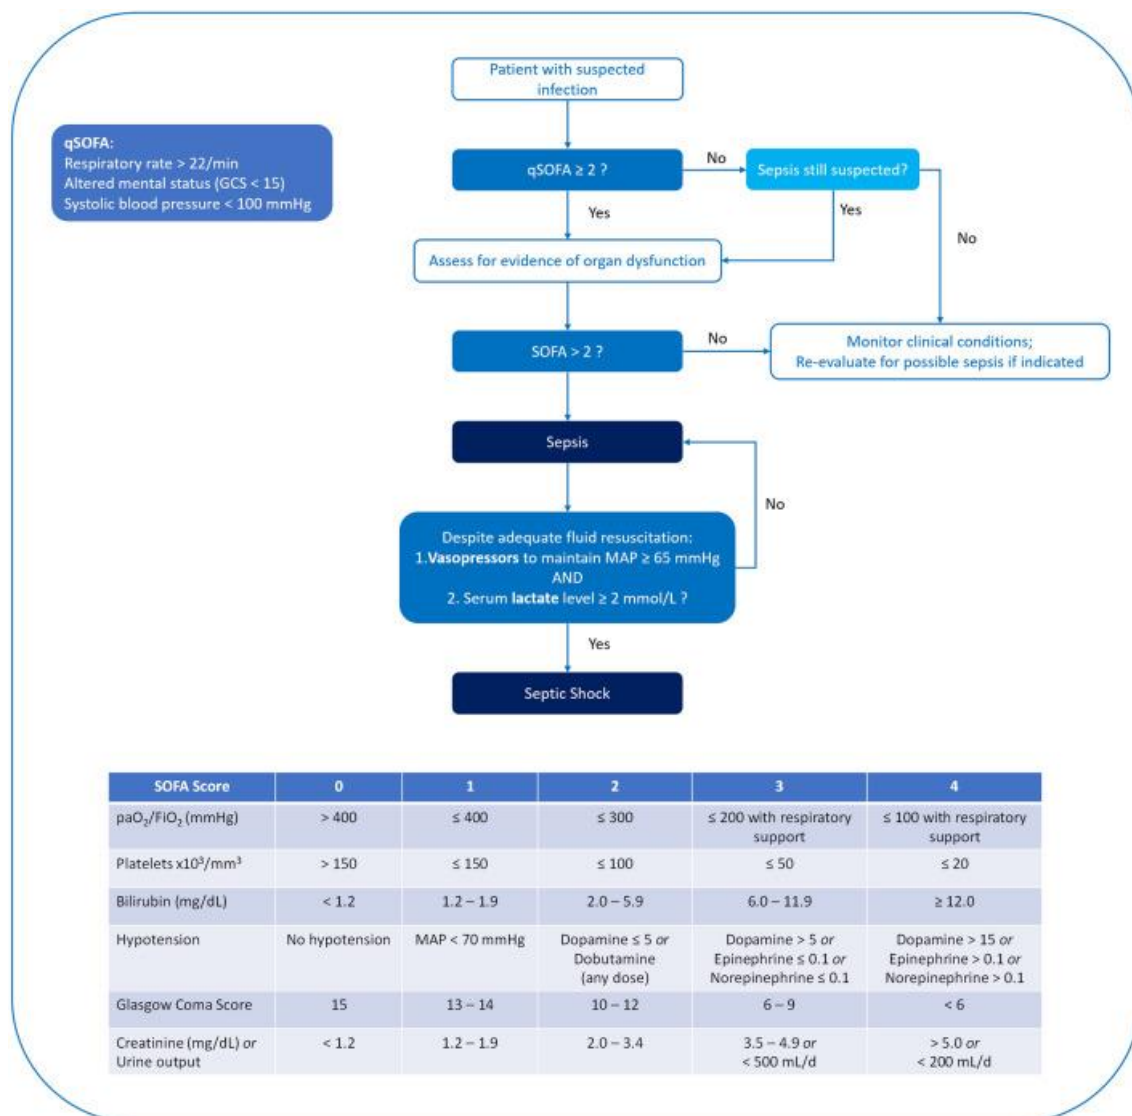 Patient with suspected
infection
qSOFA:
Respiratory rate > 22/min
Altered mental status (GCS < 15)
Systolic blood pressure < 100 mmHg
qSOFA ≥ 2 ?
No
Sepsis still suspected?
Yes
Yes
No
Assess for evidence of organ dysfunction
SOFA > 2 ?
No
Monitor clinical conditions;
Re-evaluate for possible sepsis if indicated
Sepsis
No
Despite adequate fluid resuscitation:
1.Vasopressors to maintain MAP ≥ 65 mmHg
AND
2. Serum lactate level ≥ 2 mmol/L ?
Yes
Septic Shock
SOFA Score 0 1 2 3 4
paO₂/FiO₂ (mmHg) > 400 ≤ 400 ≤ 300 ≤ 200 with respiratory support ≤ 100 with respiratory support
Platelets x10³/mm³ > 150 ≤ 150 ≤ 100 ≤ 50 ≤ 20
Bilirubin (mg/dL) < 1.2 1.2 – 1.9 2.0 – 5.9 6.0 – 11.9 ≥ 12.0
Hypotension No hypotension MAP < 70 mmHg Dopamine ≤ 5 or Dobutamine (any dose) Dopamine > 5 or Epinephrine ≤ 0.1 or Norepinephrine ≤ 0.1 Dopamine > 15 or Epinephrine > 0.1 or Norepinephrine > 0.1
Glasgow Coma Score 15 13 – 14 10 – 12 6 – 9 < 6
Creatinine (mg/dL) or Urine output < 1.2 1.2 – 1.9 2.0 – 3.4 3.5 – 4.9 or < 500 mL/d > 5.0 or < 200 mL/d